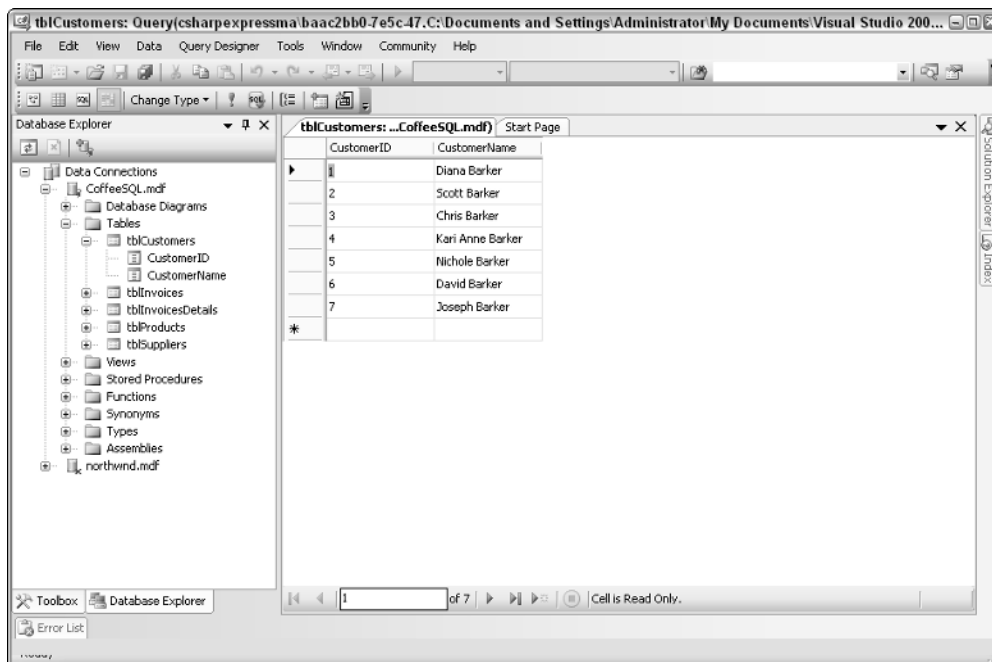 tblCustomers: Query(csharpexpressma\baac2bb0-7e5c-47.C:\Documents and Settings\Administrator\My Documents\Visual Studio 200...
File Edit View Data Query Designer Tools Window Community Help
Change Type
Database Explorer
tblCustomers: ...CoffeeSQL.mdf) Start Page
CustomerID CustomerName
1 Diana Barker
2 Scott Barker
3 Chris Barker
4 Kari Anne Barker
5 Nichole Barker
6 David Barker
7 Joseph Barker
Data Connections
CoffeeSQL.mdf
Database Diagrams
Tables
tblCustomers
CustomerID
CustomerName
tblInvoices
tblInvoicesDetails
tblProducts
tblSuppliers
Views
Stored Procedures
Functions
Synonyms
Types
Assemblies
northwnd.mdf
Solution Explorer
Index
1 of 7 Cell is Read Only.
Toolbox Database Explorer
Error List